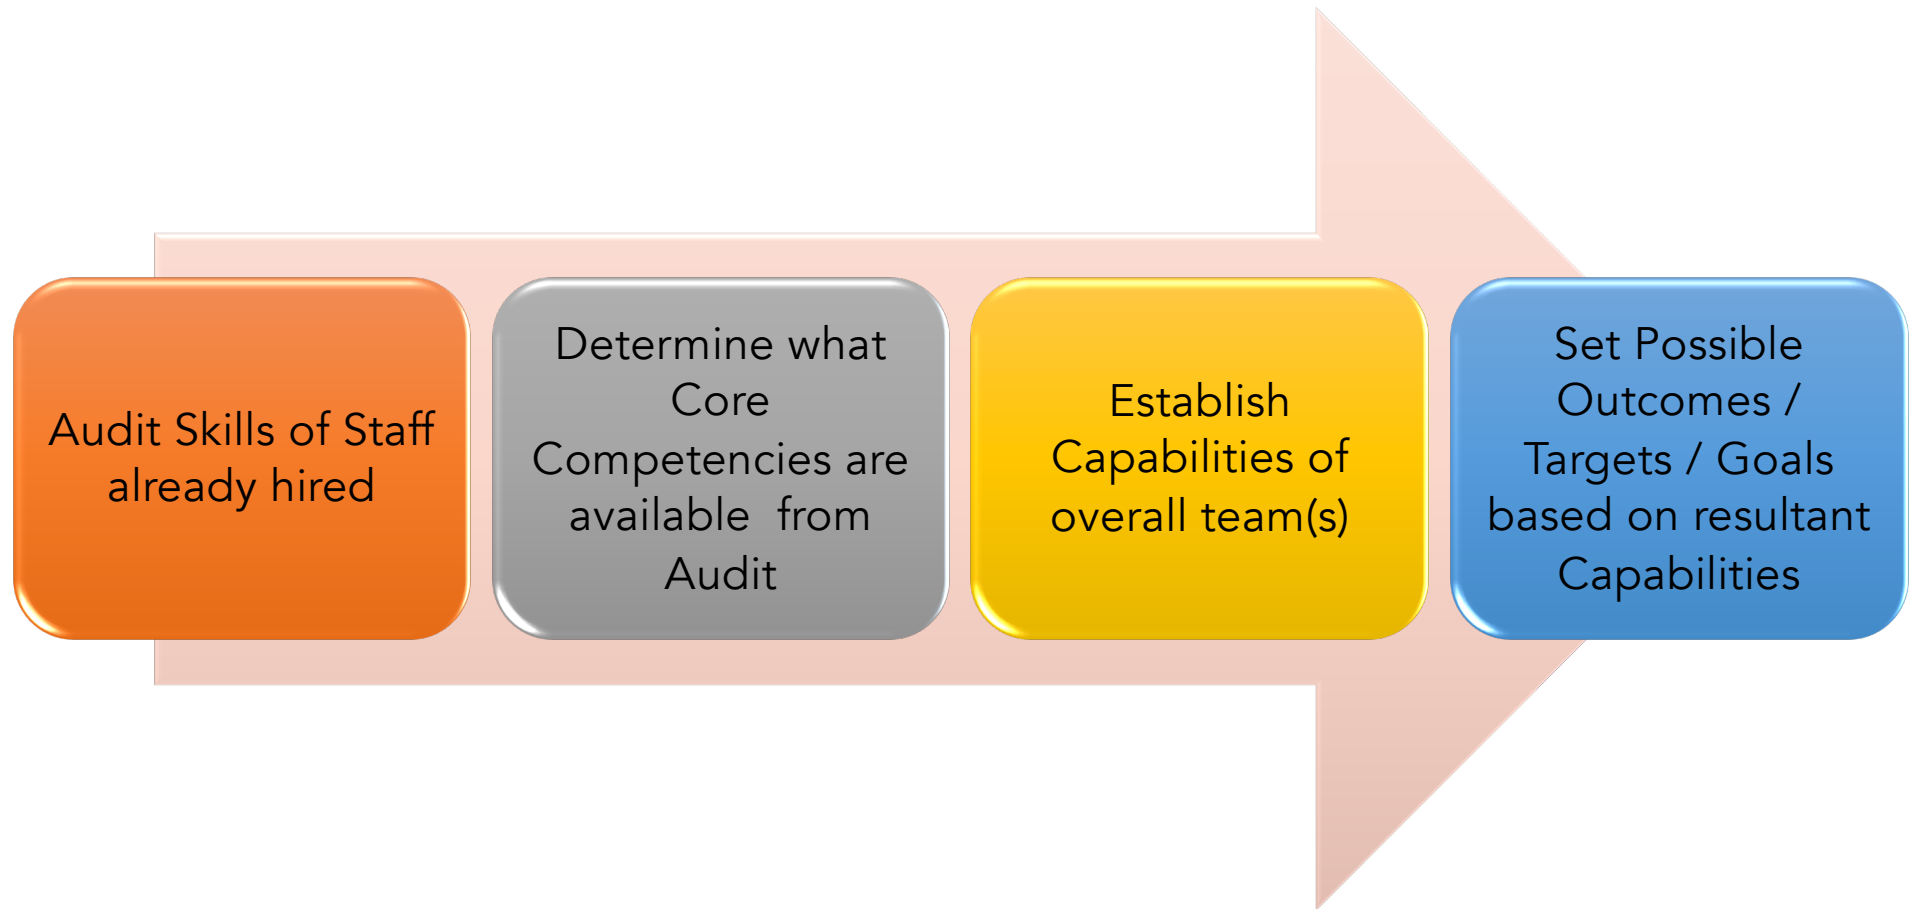 Audit Skills of Staff
already hired
Determine what
Core
Competencies are
available  from
Audit
Establish
Capabilities of
overall team(s)
Set Possible
Outcomes /
Targets / Goals
based on resultant
Capabilities